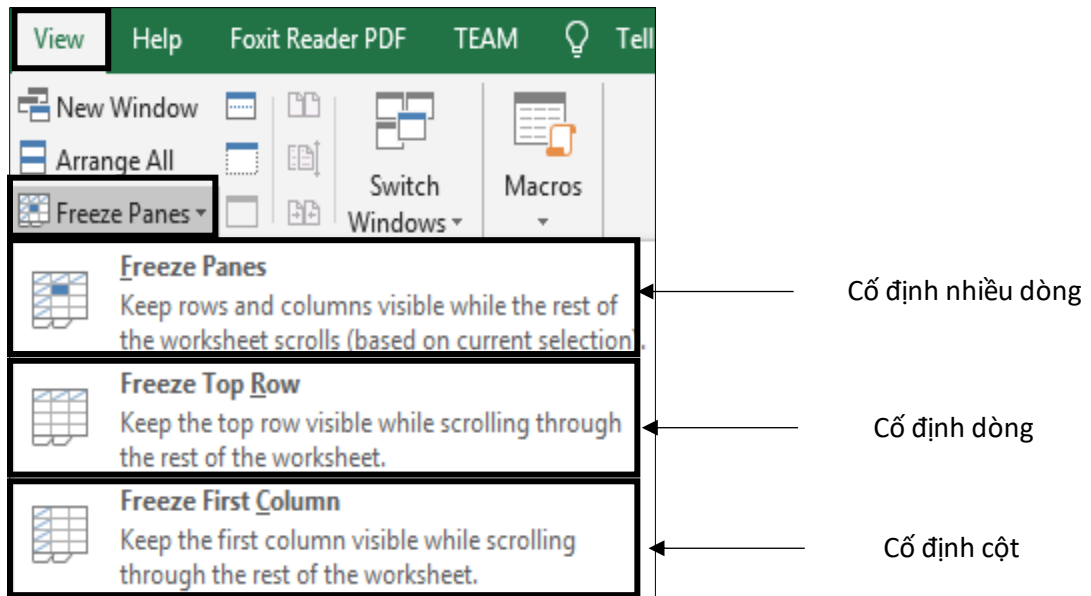 View Help Foxit Reader PDF TEAM Tell
New Window
Arrange All
Freeze Panes
Switch
Windows
Macros
Freeze Panes
Keep rows and columns visible while the rest of
the worksheet scrolls (based on current selection).
Cố định nhiều dòng
Freeze Top Row
Keep the top row visible while scrolling through
the rest of the worksheet.
Cố định dòng
Freeze First Column
Keep the first column visible while scrolling
through the rest of the worksheet.
Cố định cột